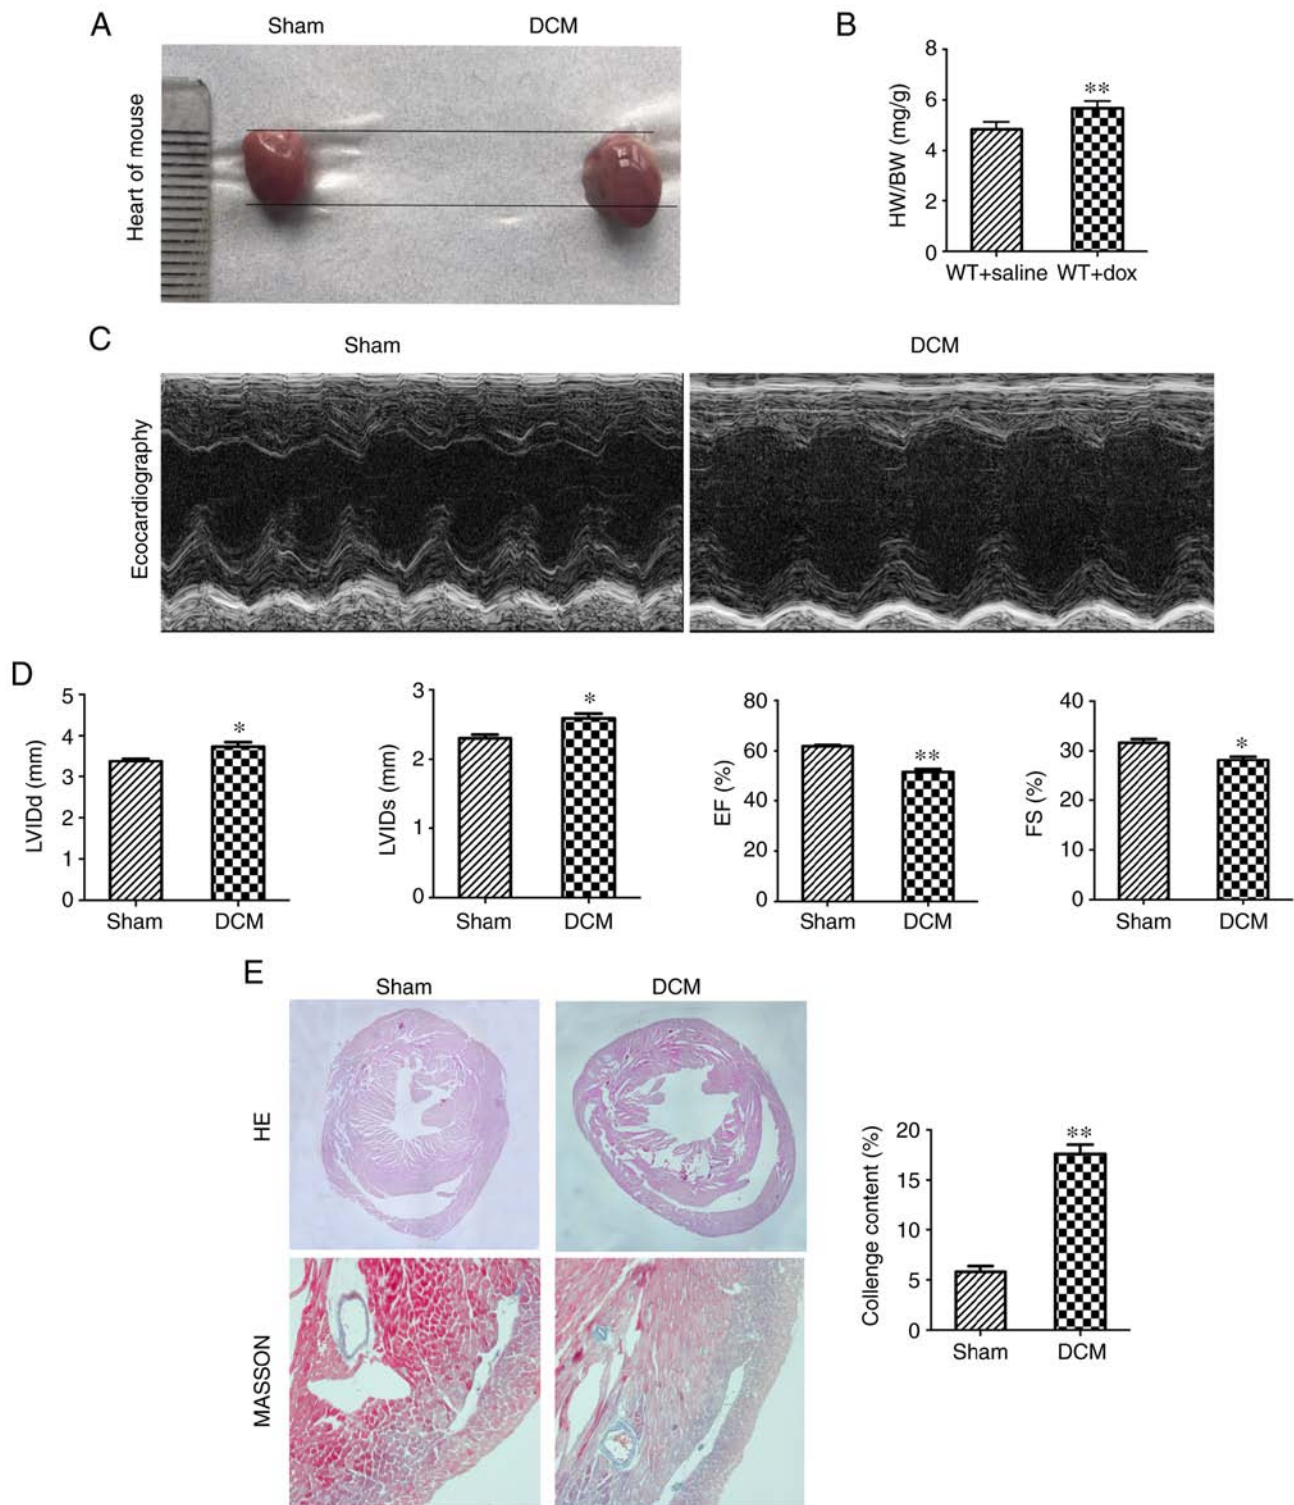 A
Sham
DCM
Heart of mouse
B
HW/BW (mg/g)
8
6
4
2
0
**
WT+saline
WT+dox
C
Sham
DCM
Ecocardiography
D
LVIDd (mm)
5
4
3
2
1
0
*
Sham
DCM
LVIDs (mm)
3
2
1
0
*
Sham
DCM
EF (%)
80
60
40
20
0
**
Sham
DCM
FS (%)
40
30
20
10
0
*
Sham
DCM
E
Sham
DCM
HE
MASSON
Collenge content (%)
20
15
10
5
0
**
Sham
DCM